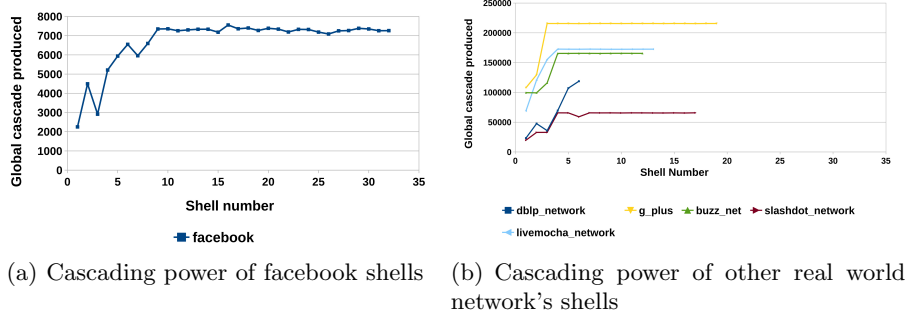 Global cascade produced
8000
7000
6000
5000
4000
3000
2000
1000
0
0 5 10 15 20 25 30 35
Shell number
facebook
(a) Cascading power of facebook shells
Global cascade produced
250000
200000
150000
100000
50000
0
0 5 10 15 20 25 30 35
Shell Number
dblp_network g_plus buzz_net slashdot_network
livemocha_network
(b) Cascading power of other real world
network's shells